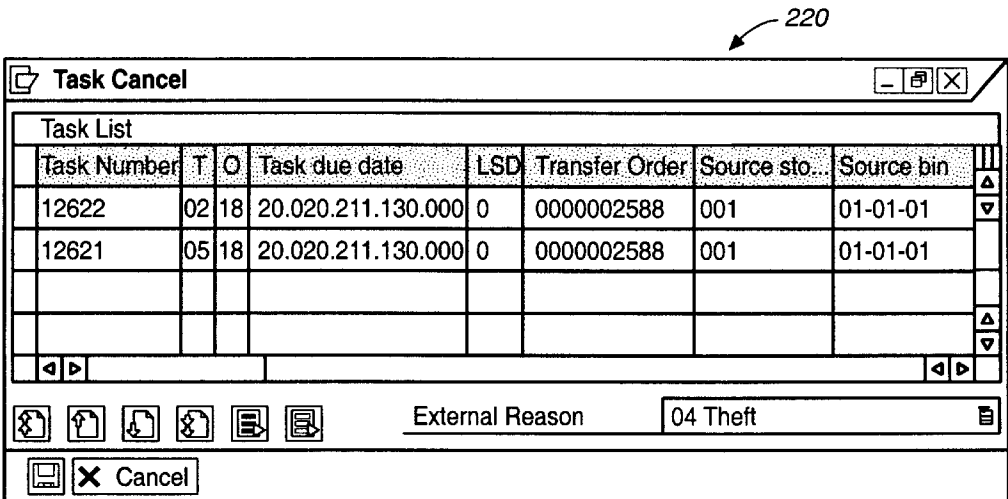 220
Task Cancel
Task List
Task Number T O Task due date LSD Transfer Order Source sto... Source bin
12622 02 18 20.020.211.130.000 0 0000002588 001 01-01-01
12621 05 18 20.020.211.130.000 0 0000002588 001 01-01-01
External Reason 04 Theft
Cancel